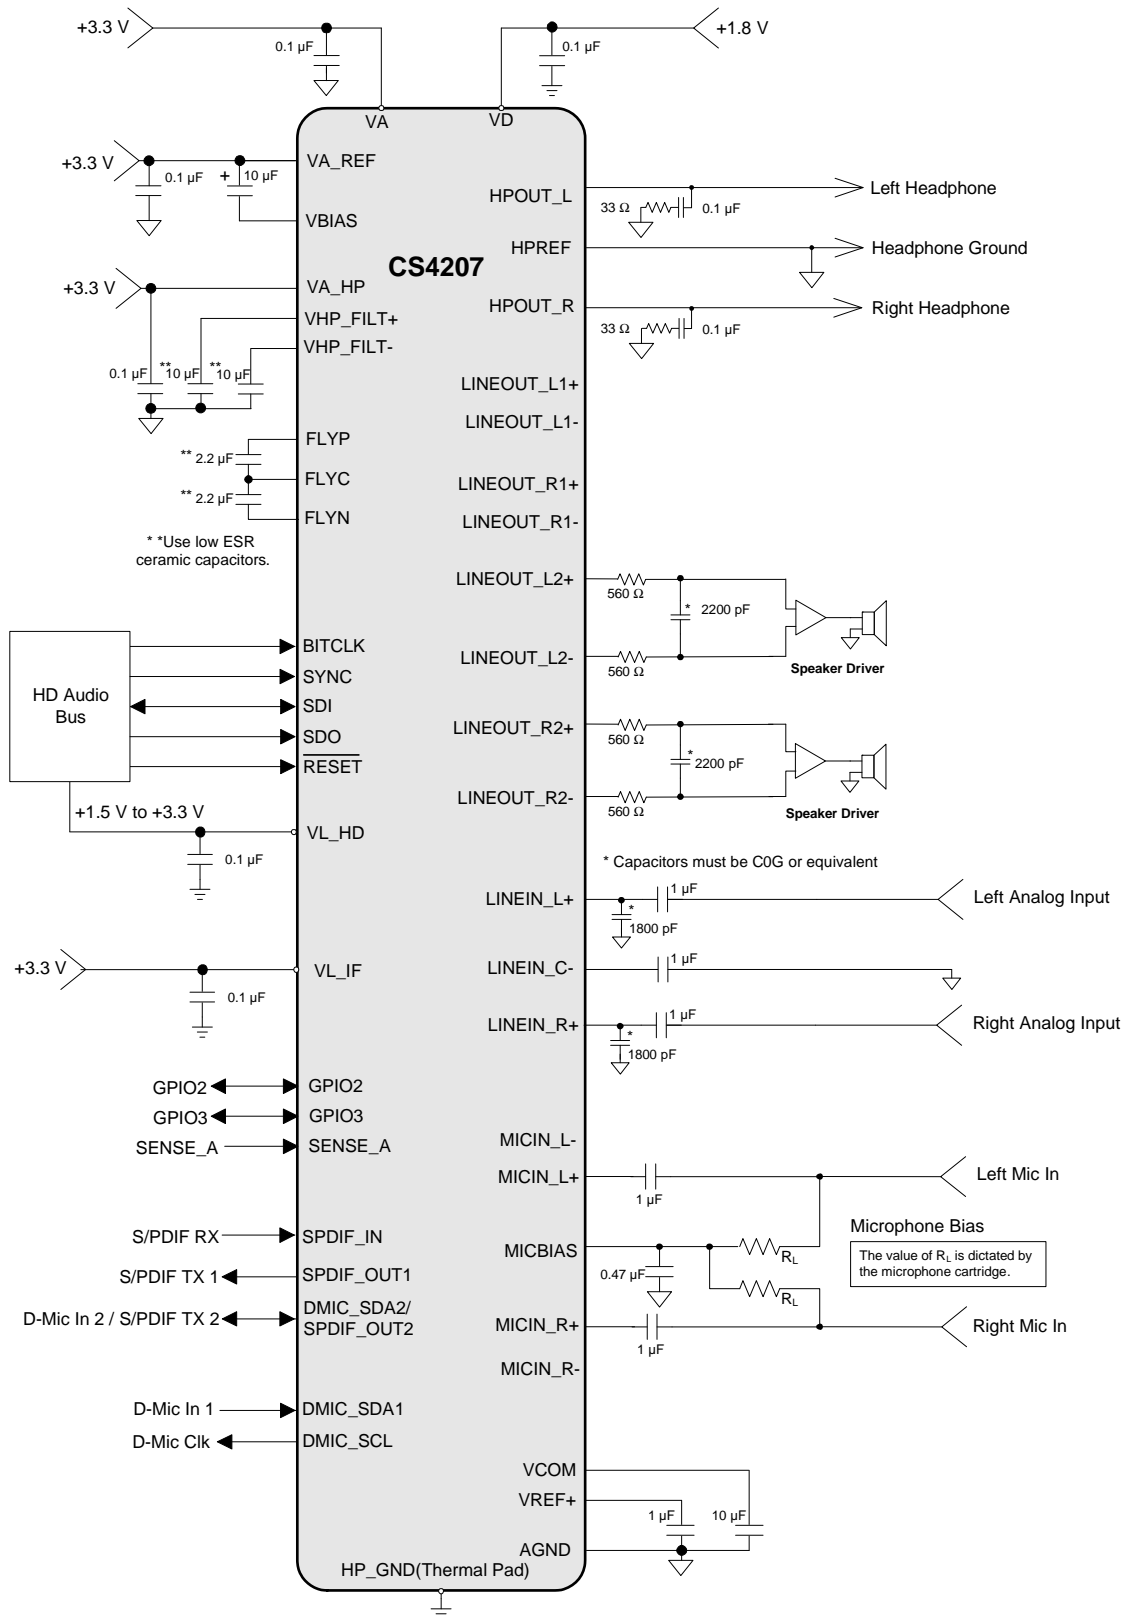 +3.3 V
0.1 µF
0.1 µF
+1.8 V
VA
VD
+3.3 V
0.1 µF
+
10 µF
VA_REF
VBIAS
CS4207
+3.3 V
VA_HP
VHP_FILT+
VHP_FILT-
0.1 µF
**
10 µF
**
10 µF
FLYP
** 2.2 µF
FLYC
** 2.2 µF
FLYN
* *Use low ESR
ceramic capacitors.
HD Audio
Bus
BITCLK
SYNC
SDI
SDO
RESET
+1.5 V to +3.3 V
VL_HD
0.1 µF
+3.3 V
VL_IF
0.1 µF
GPIO2
GPIO2
GPIO3
GPIO3
SENSE_A
SENSE_A
S/PDIF RX
SPDIF_IN
S/PDIF TX 1
SPDIF_OUT1
D-Mic In 2 / S/PDIF TX 2
DMIC_SDA2/
SPDIF_OUT2
D-Mic In 1
DMIC_SDA1
D-Mic Clk
DMIC_SCL
HPOUT_L
33 Ω
0.1 µF
Left Headphone
HPREF
Headphone Ground
HPOUT_R
33 Ω
0.1 µF
Right Headphone
LINEOUT_L1+
LINEOUT_L1-
LINEOUT_R1+
LINEOUT_R1-
LINEOUT_L2+
560 Ω
*
2200 pF
LINEOUT_L2-
560 Ω
Speaker Driver
LINEOUT_R2+
560 Ω
*
2200 pF
LINEOUT_R2-
560 Ω
Speaker Driver
* Capacitors must be C0G or equivalent
LINEIN_L+
1 µF
*
1800 pF
Left Analog Input
LINEIN_C-
1 µF
LINEIN_R+
1 µF
*
1800 pF
Right Analog Input
MICIN_L-
MICIN_L+
1 µF
Left Mic In
Microphone Bias
MICBIAS
RL
The value of RL is dictated by
the microphone cartridge.
0.47 µF
RL
MICIN_R+
1 µF
Right Mic In
MICIN_R-
VCOM
VREF+
1 µF
10 µF
AGND
HP_GND(Thermal Pad)